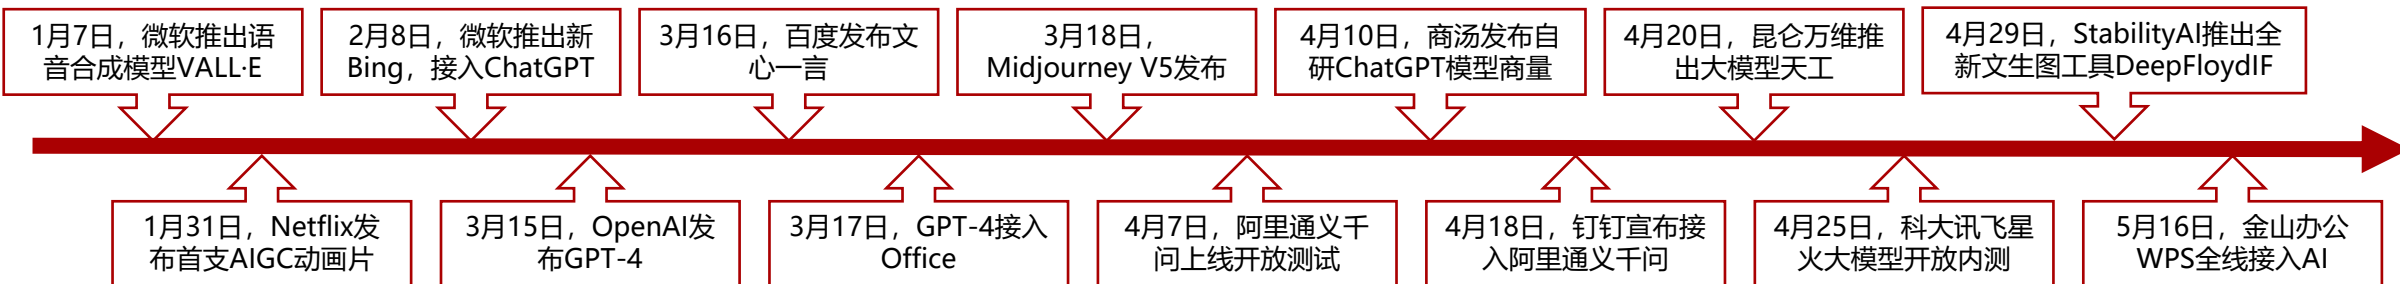 1月7日，微软推出语
音合成模型VALL·E
2月8日，微软推出新
Bing，接入ChatGPT
3月16日，百度发布文
心一言
3月18日，
Midjourney V5发布
4月10日，商汤发布自
研ChatGPT模型商量
4月20日，昆仑万维推
出大模型天工
4月29日，StabilityAI推出全
新文生图工具DeepFloydIF
1月31日，Netflix发
布首支AIGC动画片
3月15日，OpenAI发
布GPT-4
3月17日，GPT-4接入
Office
4月7日，阿里通义千
问上线开放测试
4月18日，钉钉宣布接
入阿里通义千问
4月25日，科大讯飞星
火大模型开放内测
5月16日，金山办公
WPS全线接入AI